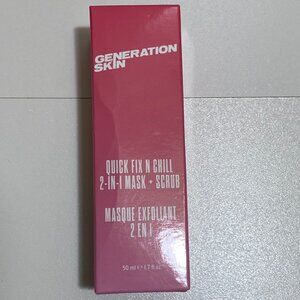 GENERATION
SKIN
QUICK FIX N CHILL
2-IN-1 MASK + SCRUB
MASQUE EXFOLIANT
2 EN 1
50 ml e 1.7 fl oz